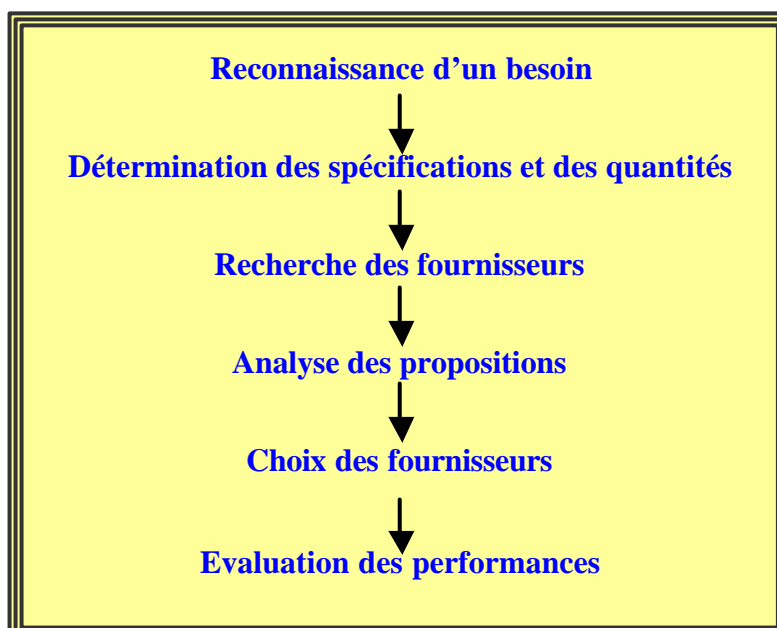 Reconnaissance d’un besoin
Détermination des spécifications et des quantités
Recherche des fournisseurs
Analyse des propositions
Choix des fournisseurs
Evaluation des performances